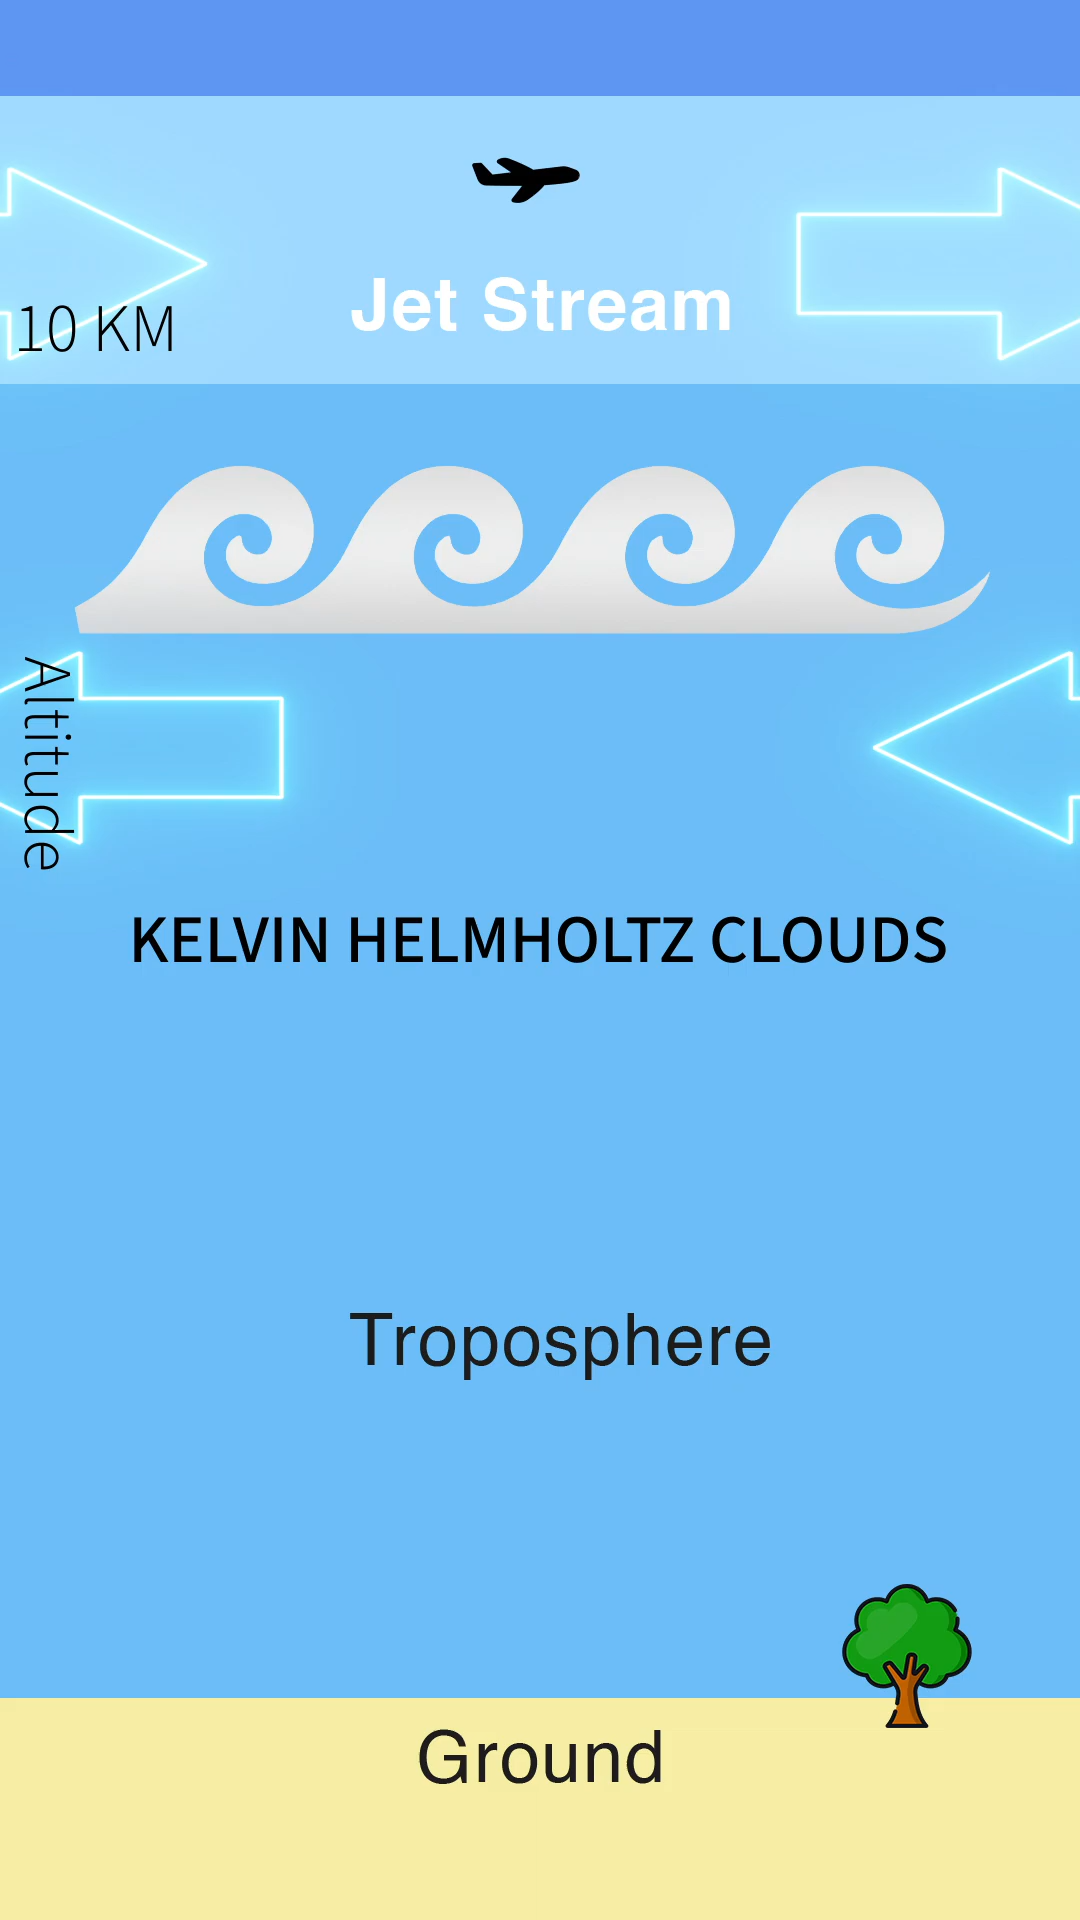 Jet Stream
10 KM
Altitude
KELVIN HELMHOLTZ CLOUDS
Troposphere
Ground